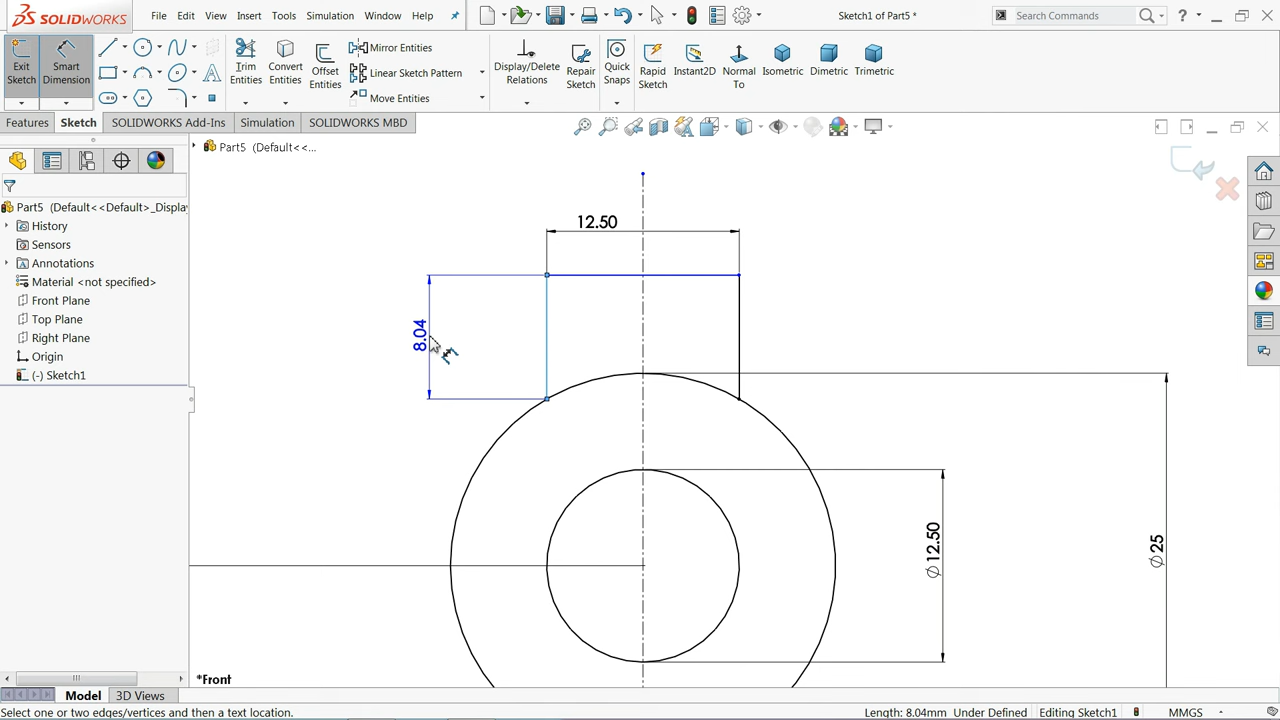 SOLIDWORKS File Edit View Insert Tools Simulation Window Help Sketch1 of Part5 * Search Commands ?
Exit Sketch Smart Dimension Trim Entities Convert Entities Offset Entities Mirror Entities Linear Sketch Pattern Move Entities Display/Delete Relations Repair Sketch Quick Snaps Rapid Sketch Instant2D Normal To Isometric Dimetric Trimetric
Features Sketch SOLIDWORKS Add-Ins Simulation SOLIDWORKS MBD
Part5 (Default<<...
Part5 (Default<<Default>_Display
History
Sensors
Annotations
Material <not specified>
Front Plane
Top Plane
Right Plane
Origin
(-) Sketch1
12.50
8.04
∅12.50
∅25
*Front
Model 3D Views
Select one or two edges/vertices and then a text location. Length: 8.04mm Under Defined Editing Sketch1 MMGS